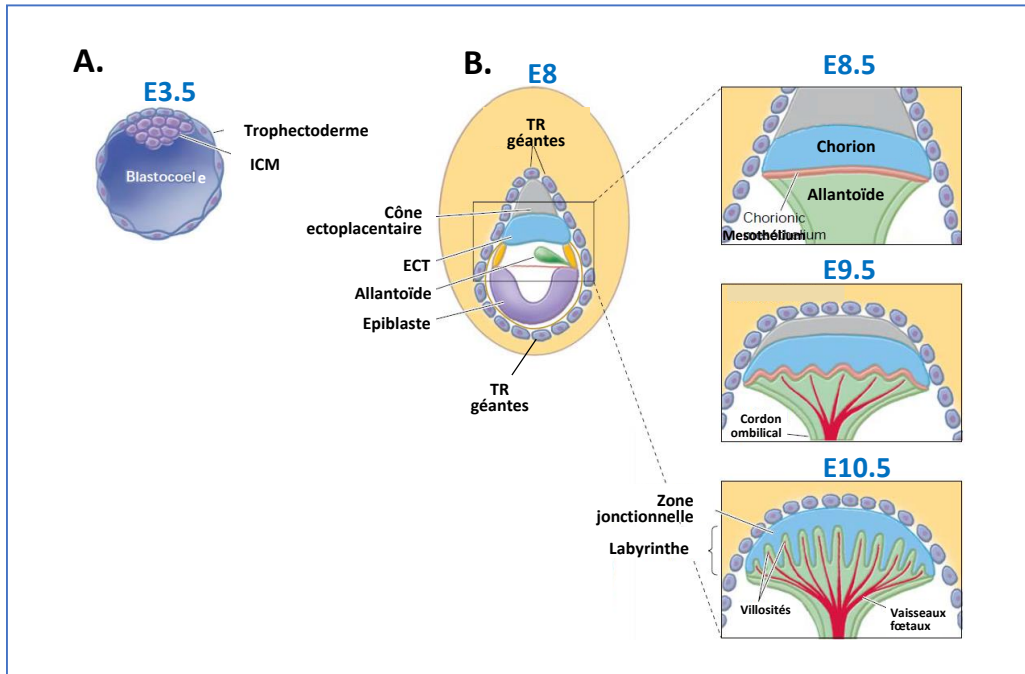 A.
E3.5
Trophectoderme
ICM
Blastocoel e
B.
E8
TR
géantes
Cône
ectoplacentaire
ECT
Allantoïde
Epiblaste
TR
géantes
E8.5
Chorion
Allantoïde
Chorionic
Mesothélium
E9.5
Cordon
ombilical
E10.5
Zone
jonctionnelle
Labyrinthe
Villosités
Vaisseaux
fœtaux